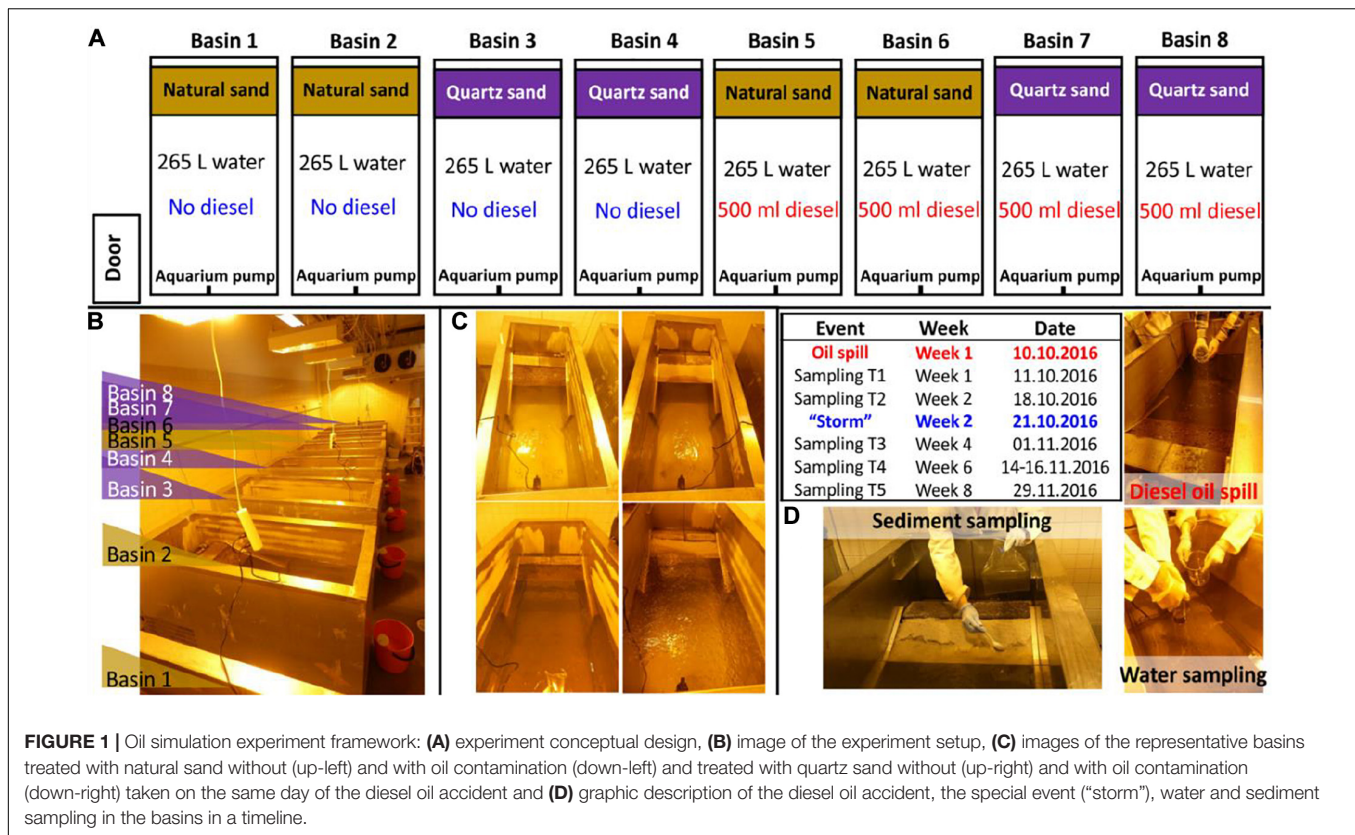 A
Basin 1 Basin 2 Basin 3 Basin 4 Basin 5 Basin 6 Basin 7 Basin 8
Natural sand Natural sand Quartz sand Quartz sand Natural sand Natural sand Quartz sand Quartz sand
265 L water 265 L water 265 L water 265 L water 265 L water 265 L water 265 L water 265 L water
No diesel No diesel No diesel No diesel 500 ml diesel 500 ml diesel 500 ml diesel 500 ml diesel
Door
Aquarium pump Aquarium pump Aquarium pump Aquarium pump Aquarium pump Aquarium pump Aquarium pump Aquarium pump
B
Basin 8
Basin 7
Basin 6
Basin 5
Basin 4
Basin 3
Basin 2
Basin 1
C
Event Week Date
Oil spill Week 1 10.10.2016
Sampling T1 Week 1 11.10.2016
Sampling T2 Week 2 18.10.2016
“Storm” Week 2 21.10.2016
Sampling T3 Week 4 01.11.2016
Sampling T4 Week 6 14-16.11.2016
Sampling T5 Week 8 29.11.2016
Diesel oil spill
D
Sediment sampling
Water sampling
FIGURE 1 | Oil simulation experiment framework: (A) experiment conceptual design, (B) image of the experiment setup, (C) images of the representative basins
treated with natural sand without (up-left) and with oil contamination (down-left) and treated with quartz sand without (up-right) and with oil contamination
(down-right) taken on the same day of the diesel oil accident and (D) graphic description of the diesel oil accident, the special event (“storm”), water and sediment
sampling in the basins in a timeline.